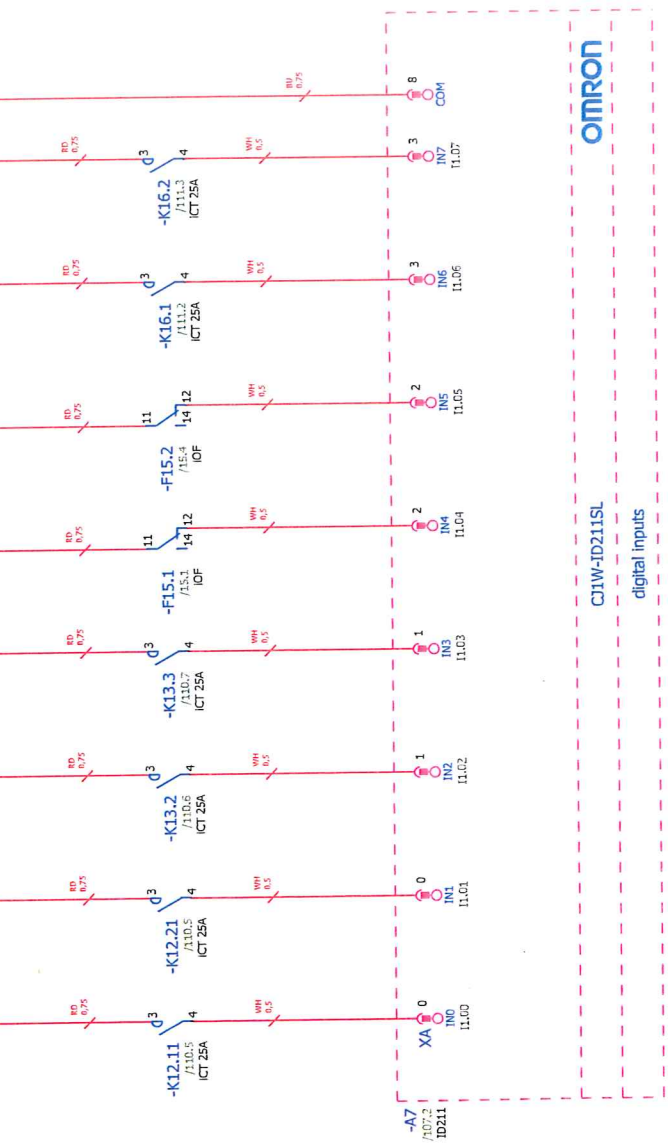 RD
0,75
3
4
-K12.11
/110.5
iCT 25A
WH
0,5
XA
0
IN0
I1.00
RD
0,75
3
4
-K12.21
/110.5
iCT 25A
WH
0,5
0
IN1
I1.01
RD
0,75
3
4
-K13.2
/110.6
iCT 25A
WH
0,5
1
IN2
I1.02
RD
0,75
3
4
-K13.3
/110.7
iCT 25A
WH
0,5
1
IN3
I1.03
RD
0,75
11
14
12
-F15.1
/15.1
iOF
WH
0,5
2
IN4
I1.04
RD
0,75
11
14
12
-F15.2
/15.4
iOF
WH
0,5
2
IN5
I1.05
RD
0,75
3
4
-K16.1
/111.2
iCT 25A
WH
0,5
3
IN6
I1.06
RD
0,75
3
4
-K16.2
/111.3
iCT 25A
WH
0,5
3
IN7
I1.07
BU
0,75
8
COM
-A7
/107.2
ID211
OMRON
CJ1W-ID211SL
digital inputs